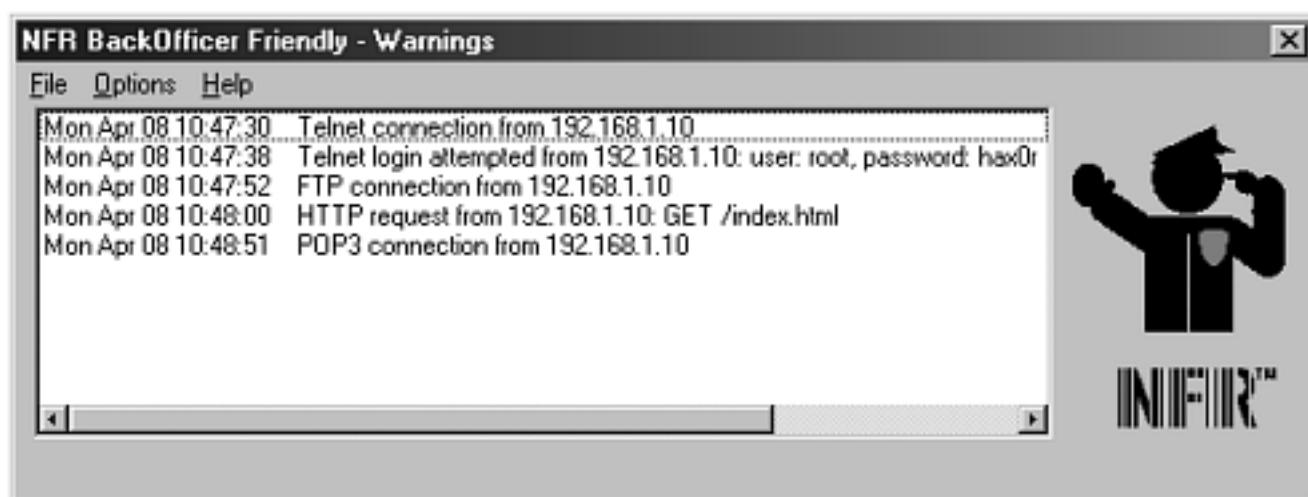 NFR BackOfficer Friendly - Warnings
File Options Help
Mon Apr 08 10:47:30 Telnet connection from 192.168.1.10
Mon Apr 08 10:47:38 Telnet login attempted from 192.168.1.10: user: root, password: hax0r
Mon Apr 08 10:47:52 FTP connection from 192.168.1.10
Mon Apr 08 10:48:00 HTTP request from 192.168.1.10: GET /index.html
Mon Apr 08 10:48:51 POP3 connection from 192.168.1.10
NFR™